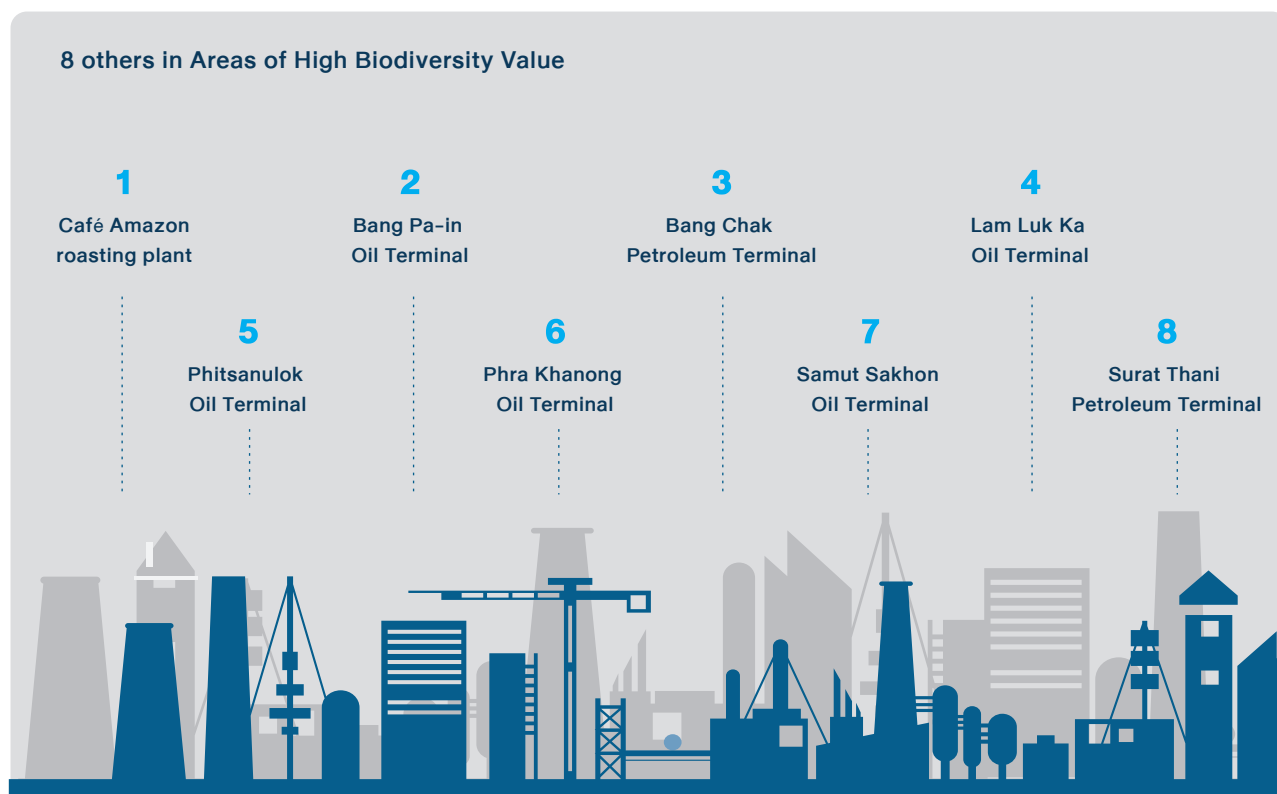 8 others in Areas of High Biodiversity Value
1
Café Amazon
roasting plant
2
Bang Pa-in
Oil Terminal
3
Bang Chak
Petroleum Terminal
4
Lam Luk Ka
Oil Terminal
5
Phitsanulok
Oil Terminal
6
Phra Khanong
Oil Terminal
7
Samut Sakhon
Oil Terminal
8
Surat Thani
Petroleum Terminal